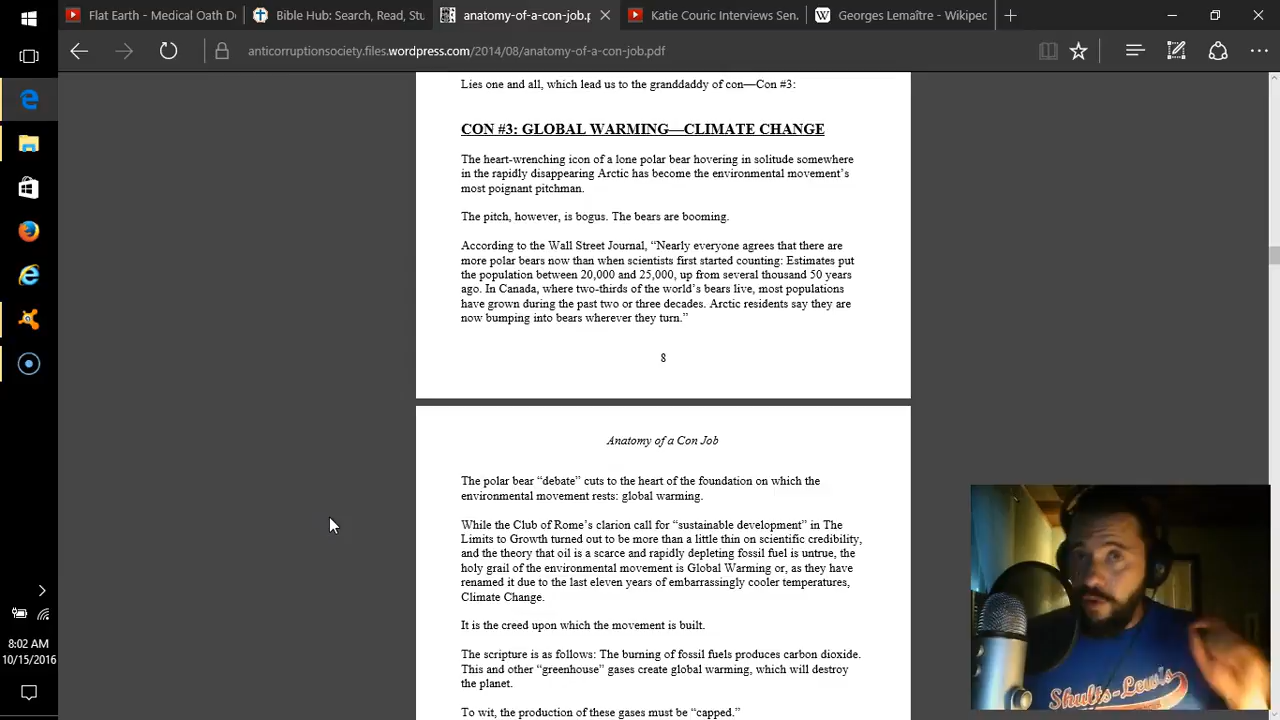 Flat Earf - Medical Oath D
Bible Hub: Search, Read, Stu
anatomy-of-a-con-job.p
Katie Couric Interviews Sen.
Georges Lemaître - Wikipec
anticorruptionsociety.files.wordpress.com/2014/08/anatomy-of-a-con-job.pdf
Lies one and all, which lead us to the granddaddy of con—Con #3:
CON #3: GLOBAL WARMING—CLIMATE CHANGE
The heart-wrenching icon of a lone polar bear hovering in solitude somewhere
in the rapidly disappearing Arctic has become the environmental movement’s
most poignant pitchman.
The pitch, however, is bogus. The bears are booming.
According to the Wall Street Journal, “Nearly everyone agrees that there are
more polar bears now than when scientists first started counting: Estimates put
the population between 20,000 and 25,000, up from several thousand 50 years
ago. In Canada, where two-thirds of the world’s bears live, most populations
have grown during the past two or three decades. Arctic residents say they are
now bumping into bears wherever they turn.”
8
Anatomy of a Con Job
The polar bear “debate” cuts to the heart of the foundation on which the
environmental movement rests: global warming.
While the Club of Rome’s clarion call for “sustainable development” in The
Limits to Growth turned out to be more than a little thin on scientific credibility,
and the theory that oil is a scarce and rapidly depleting fossil fuel is untrue, the
holy grail of the environmental movement is Global Warming or, as they have
renamed it due to the last eleven years of embarrassingly cooler temperatures,
Climate Change.
It is the creed upon which the movement is built.
The scripture is as follows: The burning of fossil fuels produces carbon dioxide.
This and other “greenhouse” gases create global warming, which will destroy
the planet.
To wit, the production of these gases must be “capped.”
8:02 AM
10/15/2016
Shults-Lewis